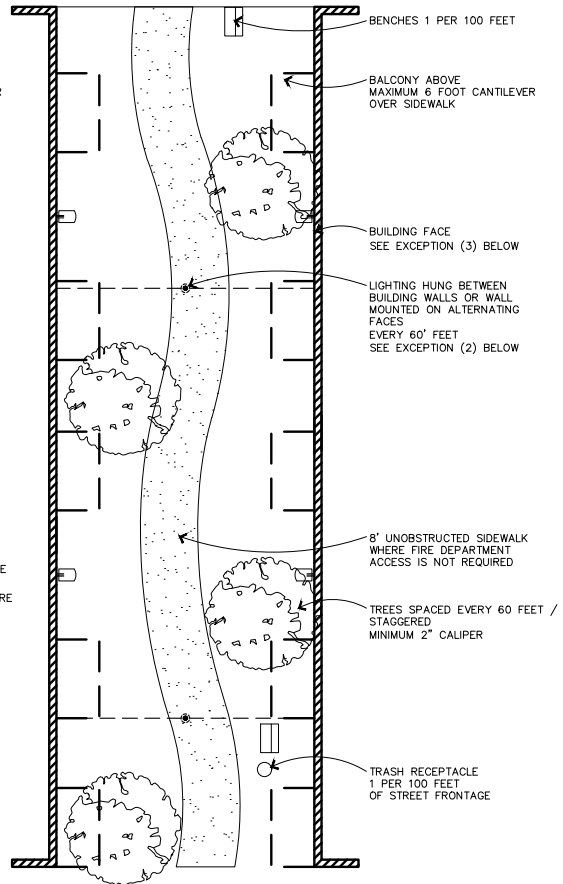 BENCHES 1 PER 100 FEET
BALCONY ABOVE
MAXIMUM 6 FOOT CANTILEVER
OVER SIDEWALK
BUILDING FACE
SEE EXCEPTION (3) BELOW
LIGHTING HUNG BETWEEN
BUILDING WALLS OR WALL
MOUNTED ON ALTERNATING
FACES
EVERY 60' FEET
SEE EXCEPTION (2) BELOW
8' UNOBSTRUCTED SIDEWALK
WHERE FIRE DEPARTMENT
ACCESS IS NOT REQUIRED
TREES SPACED EVERY 60 FEET /
STAGGERED
MINIMUM 2" CALIPER
TRASH RECEPTACLE
1 PER 100 FEET
OF STREET FRONTAGE